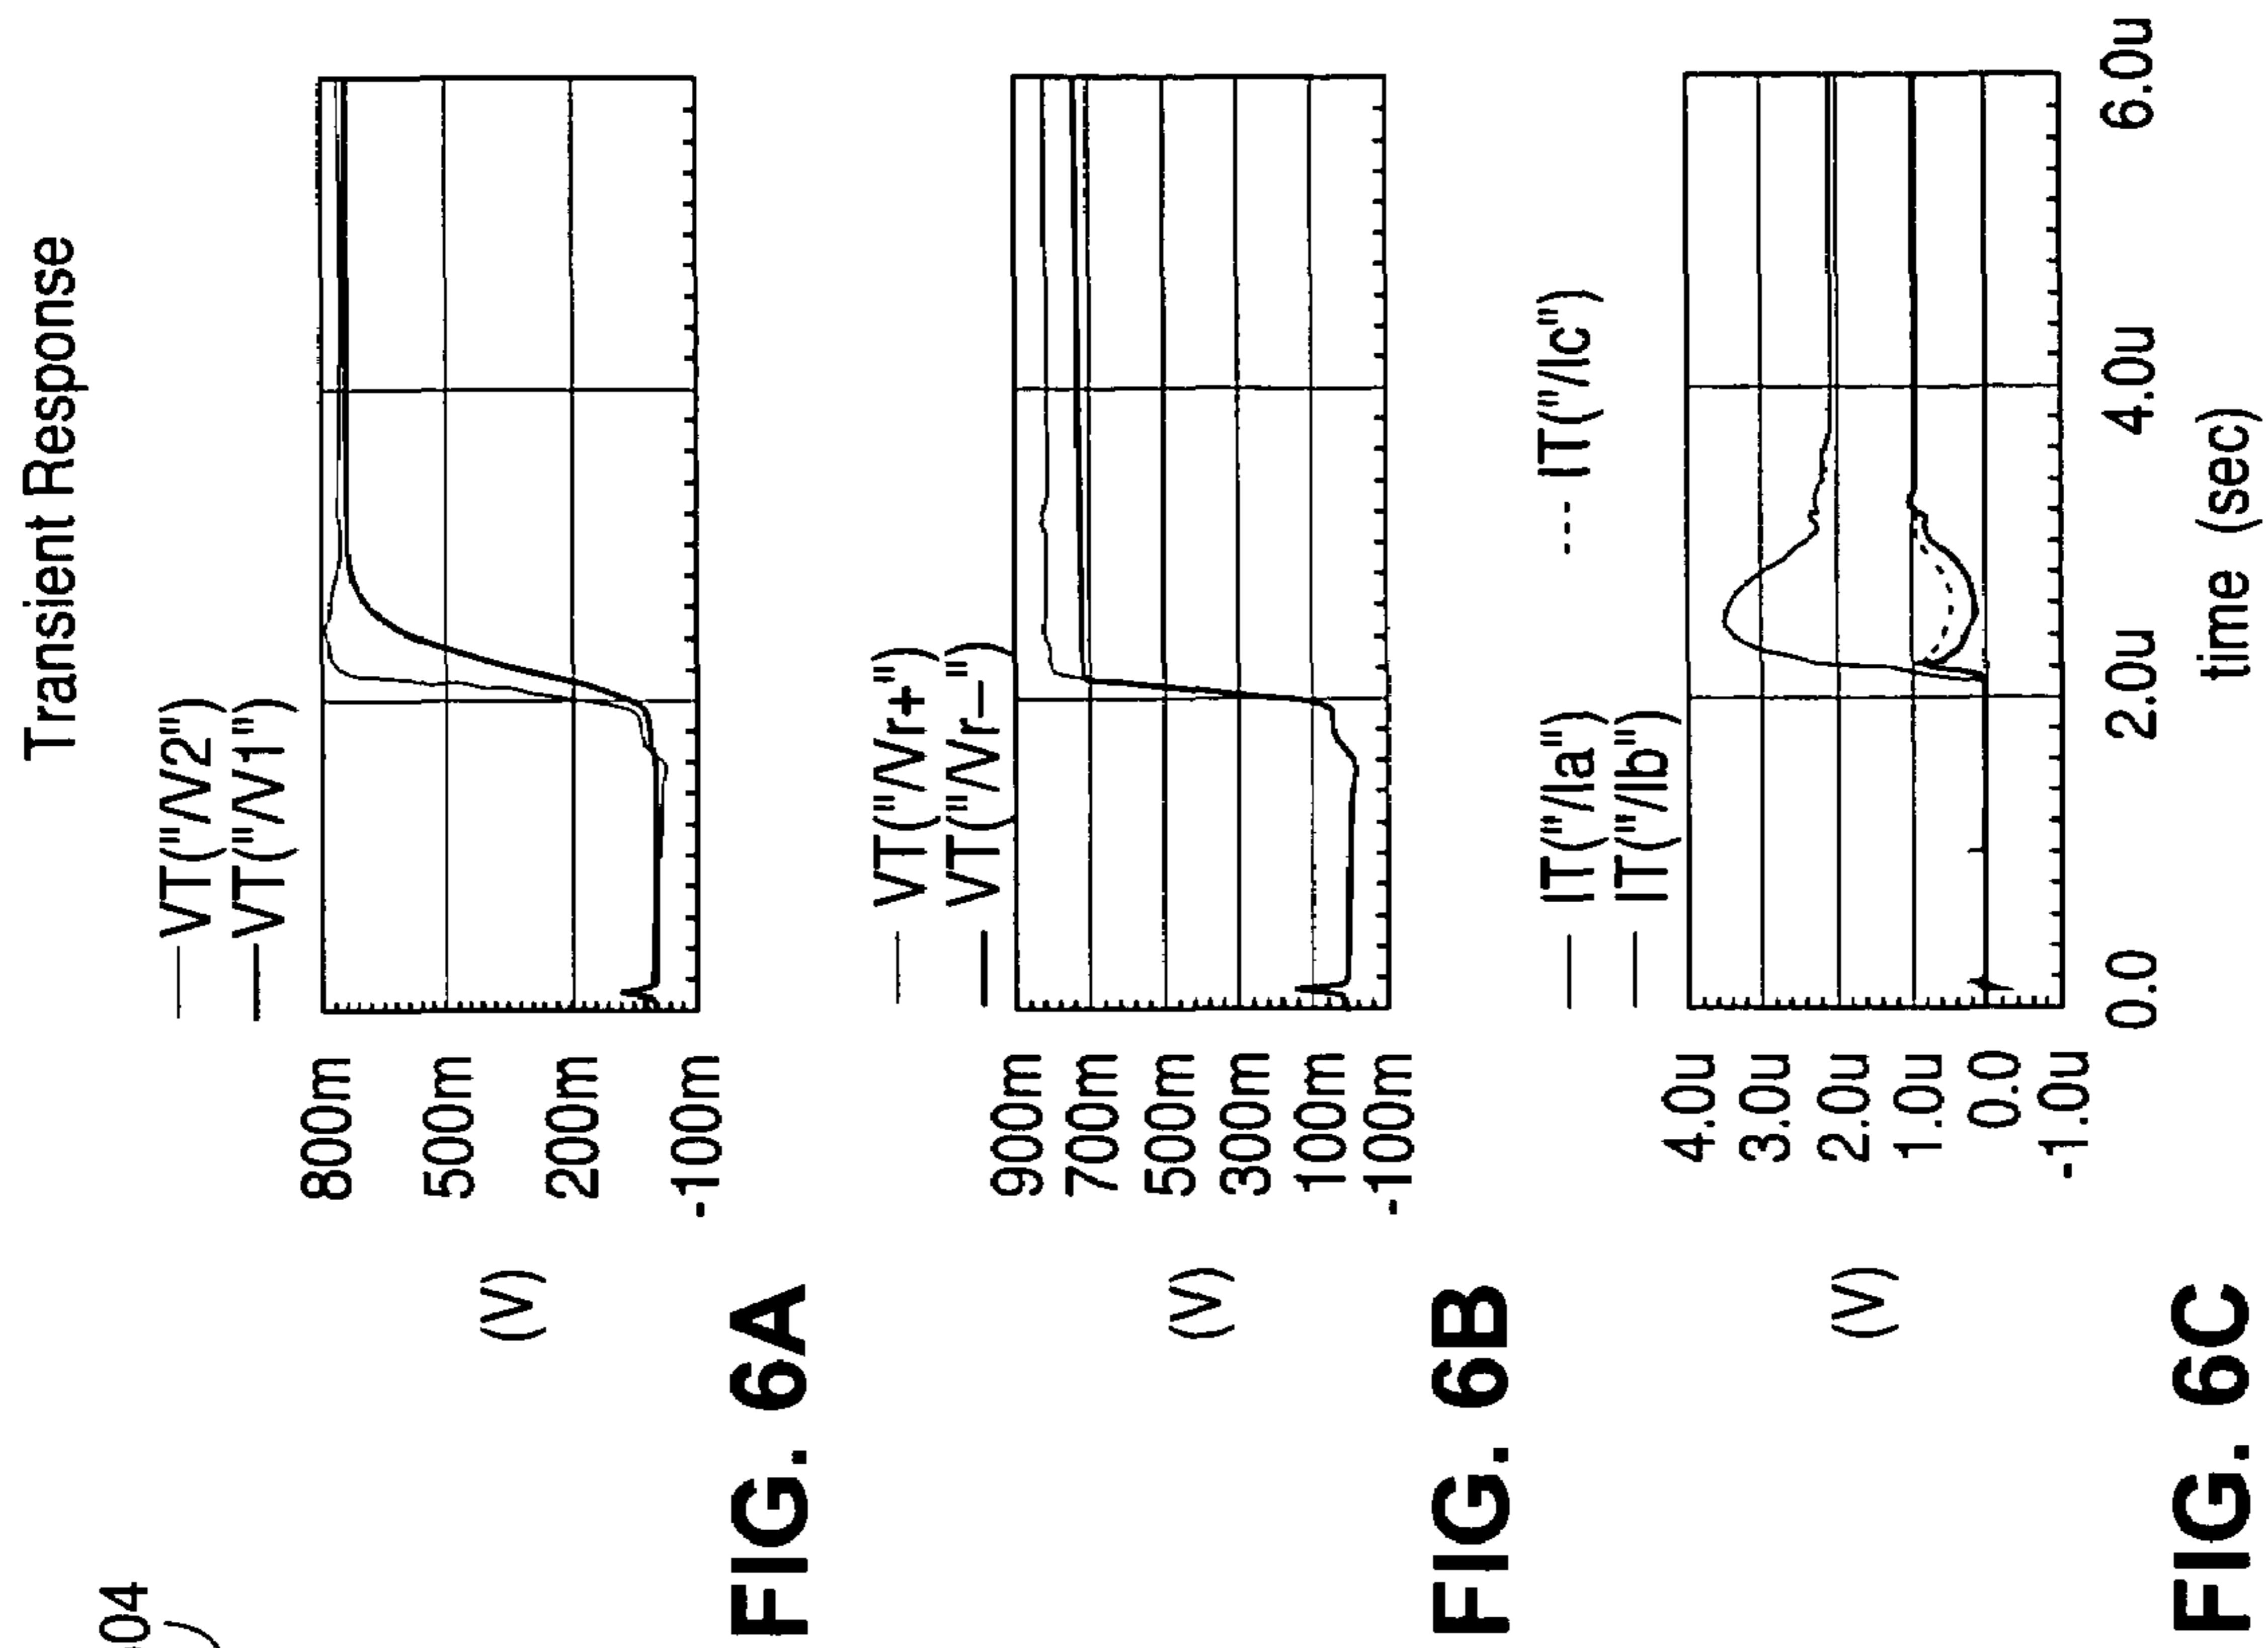 Transient Response
VT("/V2")
VT("/V1")
800m
500m
200m
-100m
(V)
FIG. 6A
VT("/Vr+")
VT("/Vr–")
900m
700m
500m
300m
100m
-100m
(V)
FIG. 6B
IT("/Ia")
IT("/Ib")
IT("/Ic")
4.0u
3.0u
2.0u
1.0u
0.0
-1.0u
(V)
0.0
2.0u
4.0u
6.0u
time (sec)
FIG. 6C